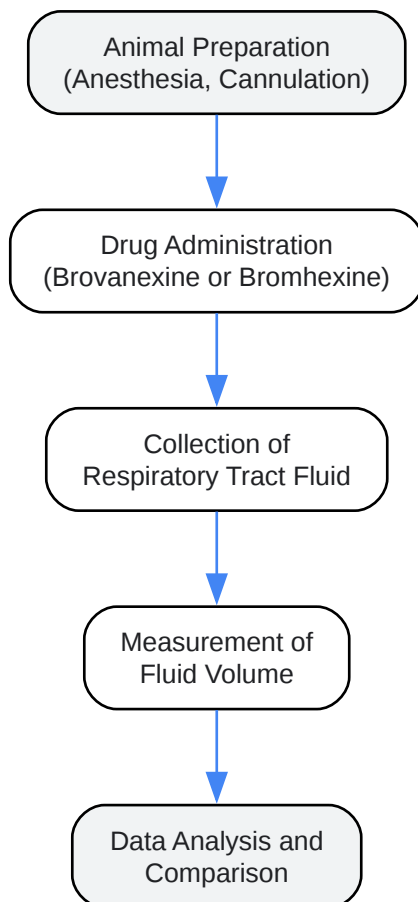 Animal Preparation
(Anesthesia, Cannulation)
Drug Administration
(Brovanexine or Bromhexine)
Collection of
Respiratory Tract Fluid
Measurement of
Fluid Volume
Data Analysis and
Comparison